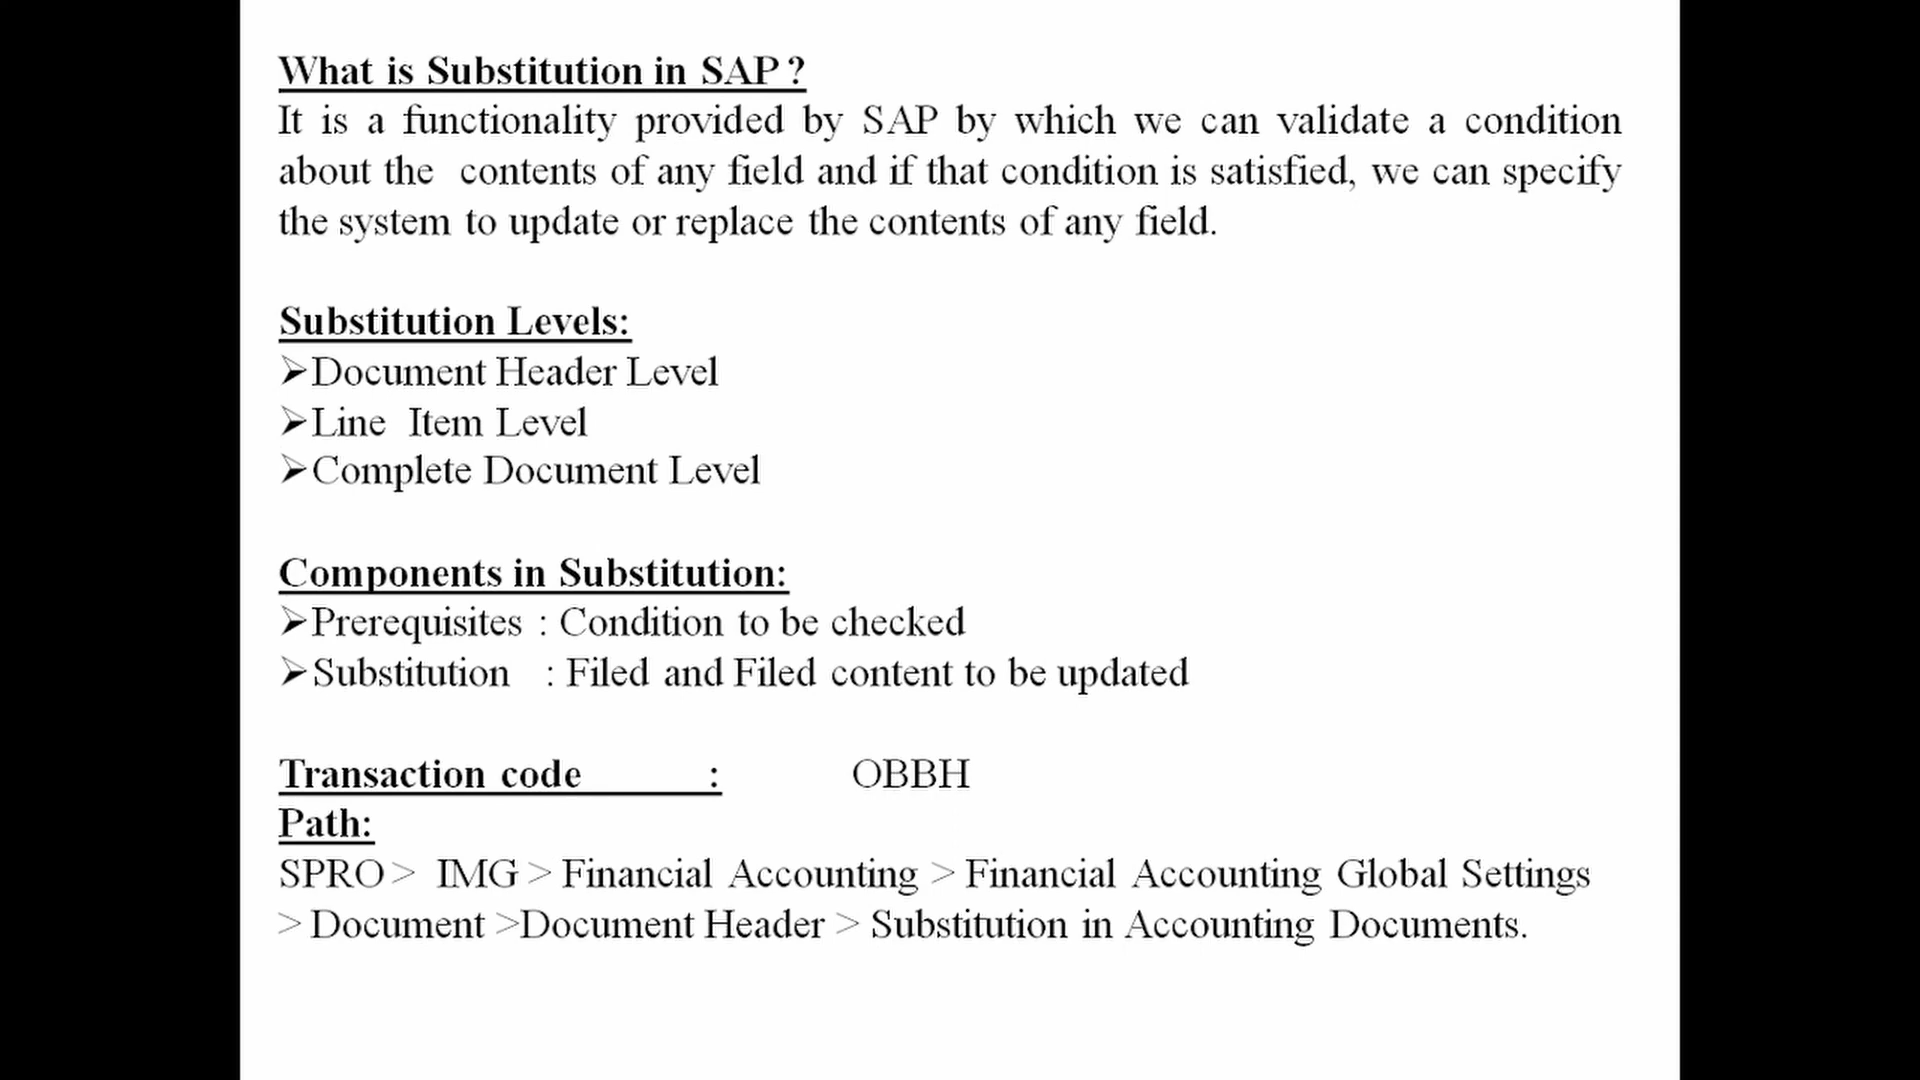 What is Substitution in SAP ?
It is a functionality provided by SAP by which we can validate a condition
about the contents of any field and if that condition is satisfied, we can specify
the system to update or replace the contents of any field.
Substitution Levels:
➢Document Header Level
➢Line Item Level
➢Complete Document Level
Components in Substitution:
➢Prerequisites : Condition to be checked
➢Substitution : Filed and Filed content to be updated
Transaction code : OBBH
Path:
SPRO > IMG > Financial Accounting > Financial Accounting Global Settings
> Document >Document Header > Substitution in Accounting Documents.